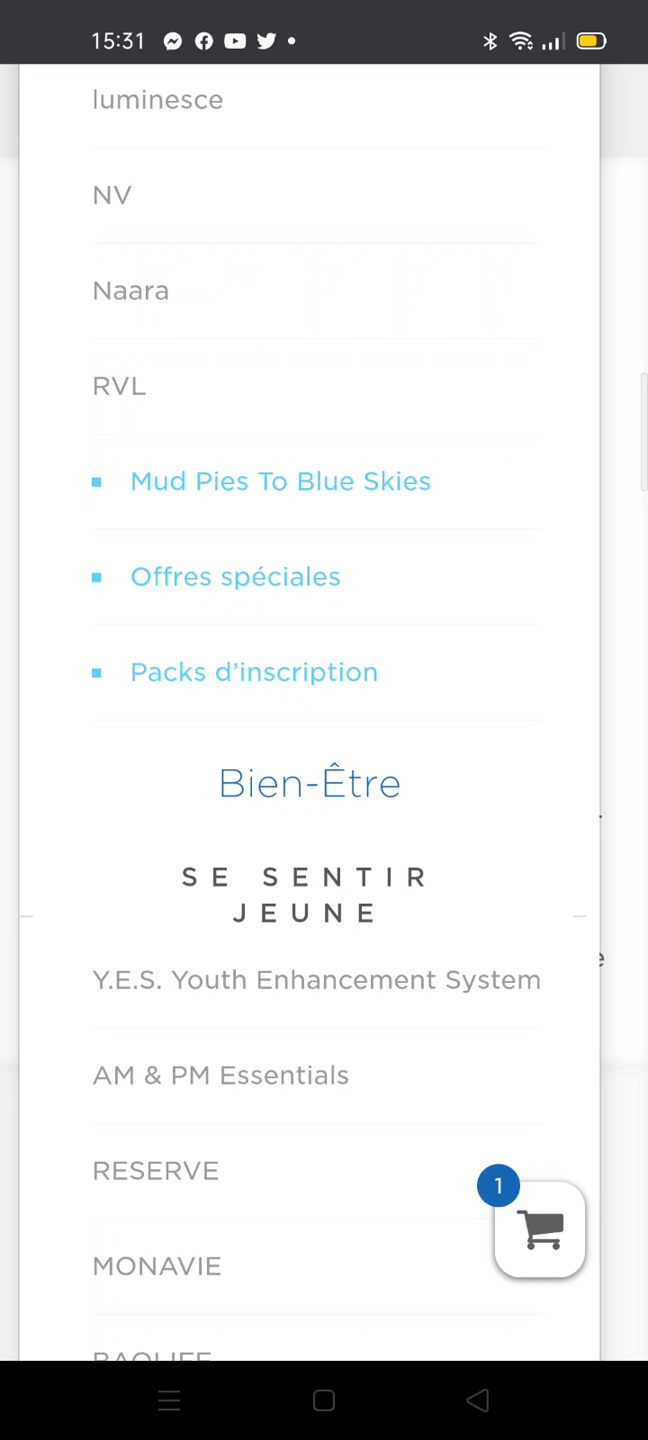 15:31
luminesce
NV
Naara
RVL
Mud Pies To Blue Skies
Offres spéciales
Packs d’inscription
Bien-Être
SE SENTIR
JEUNE
Y.E.S. Youth Enhancement System
AM & PM Essentials
RESERVE
1
MONAVIE